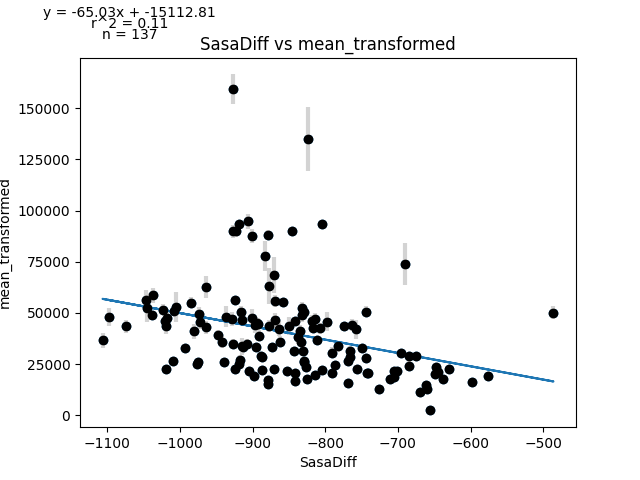 y = -65.03x + -15112.81
r^2 = 0.11
n = 137
SasaDiff vs mean_transformed
150000
125000
100000
75000
50000
25000
0
mean_transformed
−1100 −1000 −900 −800 −700 −600 −500
SasaDiff